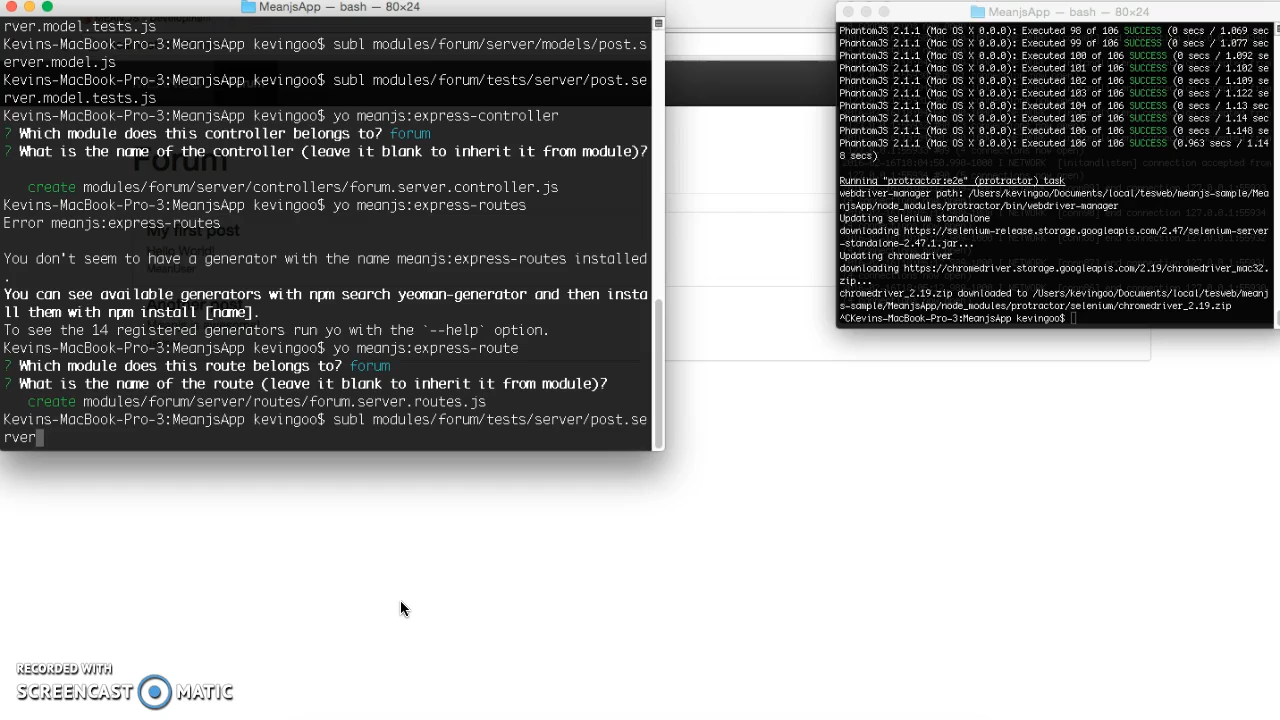 MeanjsApp — bash — 80×24
rver.model.tests.js
Kevins-MacBook-Pro-3:MeanjsApp kevingoo$ subl modules/forum/server/models/post.s
erver.model.js
Kevins-MacBook-Pro-3:MeanjsApp kevingoo$ subl modules/forum/tests/server/post.se
rver.model.tests.js
Kevins-MacBook-Pro-3:MeanjsApp kevingoo$ yo meanjs:express-controller
? Which module does this controller belongs to? forum
? What is the name of the controller (leave it blank to inherit it from module)?
create modules/forum/server/controllers/forum.server.controller.js
Kevins-MacBook-Pro-3:MeanjsApp kevingoo$ yo meanjs:express-routes
Error meanjs:express-routes
You don't seem to have a generator with the name meanjs:express-routes installed
.
You can see available generators with npm search yeoman-generator and then insta
ll them with npm install [name].
To see the 14 registered generators run yo with the `--help` option.
Kevins-MacBook-Pro-3:MeanjsApp kevingoo$ yo meanjs:express-route
? Which module does this route belongs to? forum
? What is the name of the route (leave it blank to inherit it from module)?
create modules/forum/server/routes/forum.server.routes.js
Kevins-MacBook-Pro-3:MeanjsApp kevingoo$ subl modules/forum/tests/server/post.se
rver
Forum
My first post
Hello World!
MeanUser
MeanjsApp — bash — 80×24
PhantomJS 2.1.1 (Mac OS X 0.0.0): Executed 98 of 106 SUCCESS (0 secs / 1.069 sec
PhantomJS 2.1.1 (Mac OS X 0.0.0): Executed 99 of 106 SUCCESS (0 secs / 1.077 sec
PhantomJS 2.1.1 (Mac OS X 0.0.0): Executed 100 of 106 SUCCESS (0 secs / 1.092 se
PhantomJS 2.1.1 (Mac OS X 0.0.0): Executed 101 of 106 SUCCESS (0 secs / 1.102 se
PhantomJS 2.1.1 (Mac OS X 0.0.0): Executed 102 of 106 SUCCESS (0 secs / 1.109 se
PhantomJS 2.1.1 (Mac OS X 0.0.0): Executed 103 of 106 SUCCESS (0 secs / 1.122 se
PhantomJS 2.1.1 (Mac OS X 0.0.0): Executed 104 of 106 SUCCESS (0 secs / 1.13 sec
PhantomJS 2.1.1 (Mac OS X 0.0.0): Executed 105 of 106 SUCCESS (0 secs / 1.14 sec
PhantomJS 2.1.1 (Mac OS X 0.0.0): Executed 106 of 106 SUCCESS (0 secs / 1.148 se
PhantomJS 2.1.1 (Mac OS X 0.0.0): Executed 106 of 106 SUCCESS (0.963 secs / 1.14
8 secs)
Running "protractor:e2e" (protractor) task
webdriver-manager path: /Users/kevingoo/Documents/local/tesweb/meanjs-sample/Mea
njsApp/node_modules/protractor/bin/webdriver-manager
Updating selenium standalone
downloading https://selenium-release.storage.googleapis.com/2.47/selenium-server
-standalone-2.47.1.jar...
Updating chromedriver
downloading https://chromedriver.storage.googleapis.com/2.19/chromedriver_mac32.
zip...
chromedriver_2.19.zip downloaded to /Users/kevingoo/Documents/local/tesweb/meanj
s-sample/MeanjsApp/node_modules/protractor/selenium/chromedriver_2.19.zip
^CKevins-MacBook-Pro-3:MeanjsApp kevingoo$
RECORDED WITH
SCREENCAST MATIC